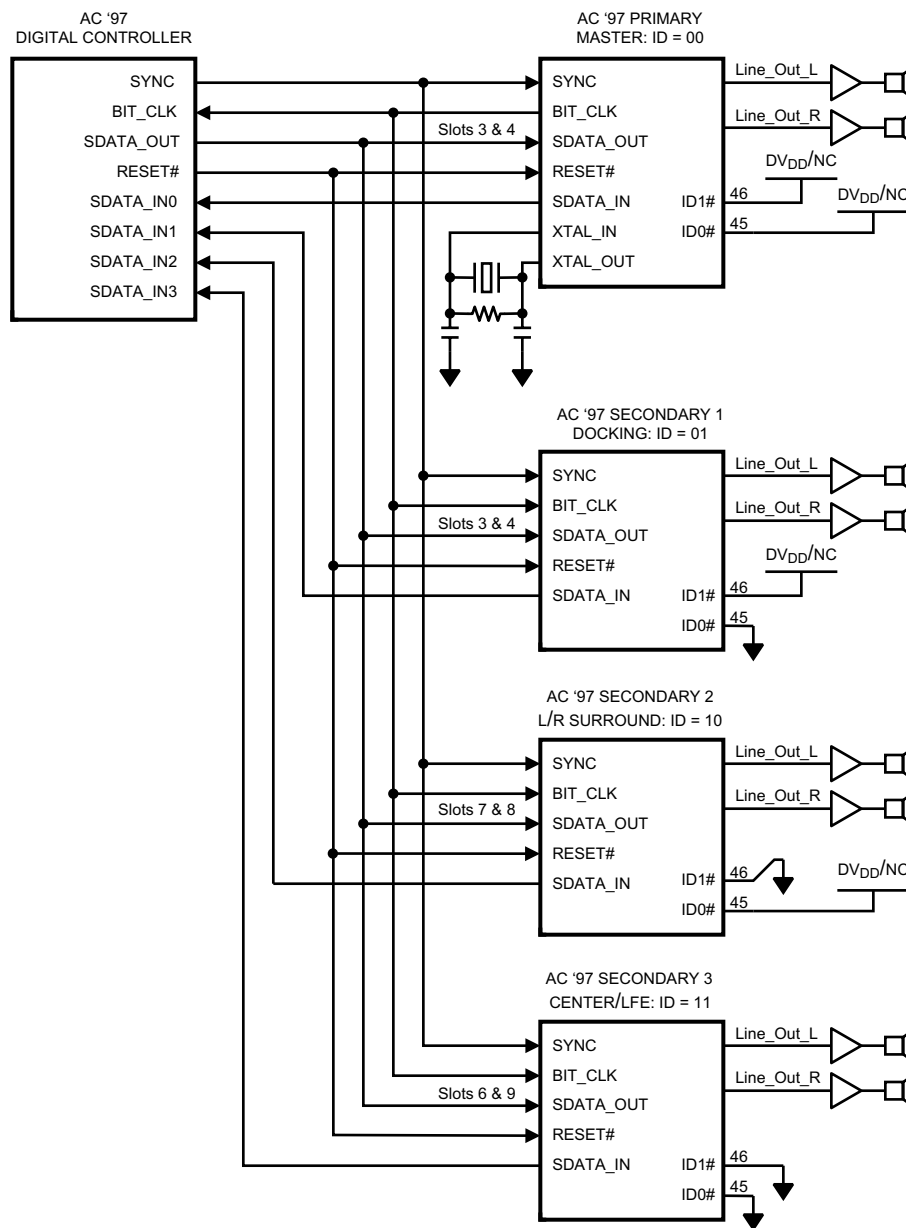 AC ‘97
DIGITAL CONTROLLER
SYNC
BIT_CLK
SDATA_OUT
RESET#
SDATA_IN0
SDATA_IN1
SDATA_IN2
SDATA_IN3
AC ‘97 PRIMARY
MASTER: ID = 00
SYNC
BIT_CLK
Slots 3 & 4
SDATA_OUT
RESET#
SDATA_IN
XTAL_IN
XTAL_OUT
ID1#
ID0#
46
45
Line_Out_L
Line_Out_R
DVDD/NC
DVDD/NC
AC ‘97 SECONDARY 1
DOCKING: ID = 01
SYNC
BIT_CLK
Slots 3 & 4
SDATA_OUT
RESET#
SDATA_IN
ID1#
ID0#
46
45
Line_Out_L
Line_Out_R
DVDD/NC
AC ‘97 SECONDARY 2
L/R SURROUND: ID = 10
SYNC
BIT_CLK
Slots 7 & 8
SDATA_OUT
RESET#
SDATA_IN
ID1#
ID0#
46
45
Line_Out_L
Line_Out_R
DVDD/NC
AC ‘97 SECONDARY 3
CENTER/LFE: ID = 11
SYNC
BIT_CLK
Slots 6 & 9
SDATA_OUT
RESET#
SDATA_IN
ID1#
ID0#
46
45
Line_Out_L
Line_Out_R